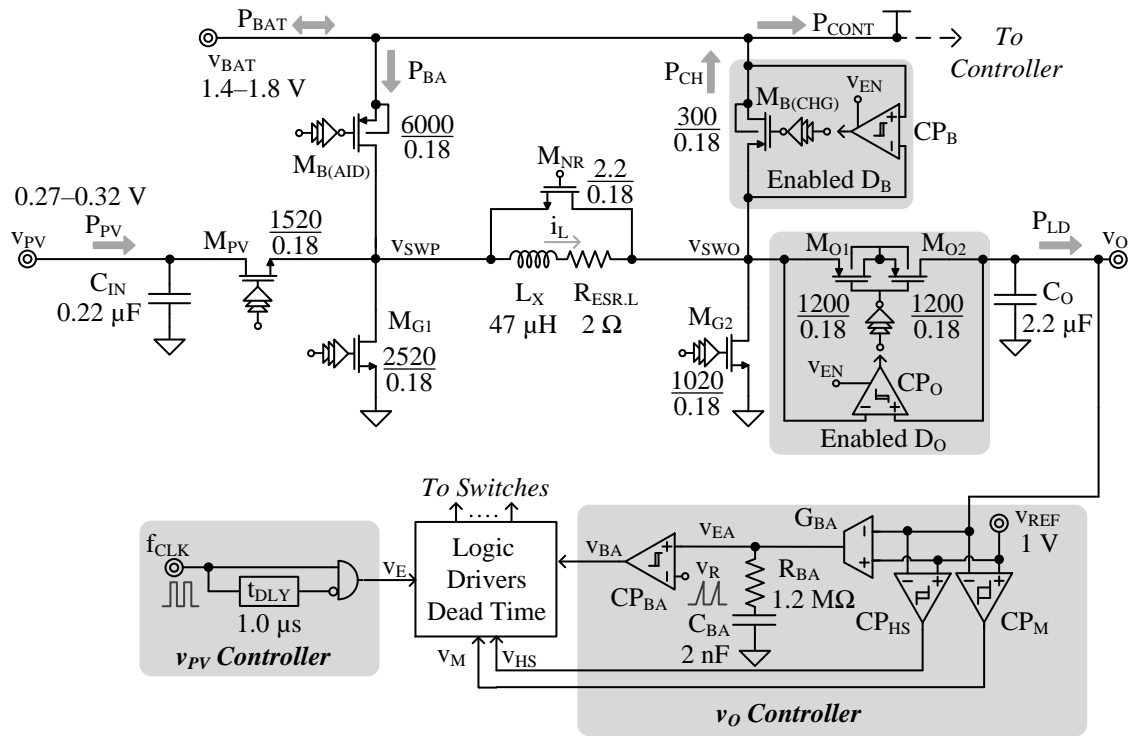 P_BAT
P_CONT
v_BAT
1.4–1.8 V
P_BA
P_CH
To
Controller
M_B(AID)
6000
0.18
300
0.18
M_B(CHG)
v_EN
CP_B
Enabled D_B
0.27–0.32 V
v_PV
P_PV
M_PV
1520
0.18
C_IN
0.22 µF
v_SWP
M_NR
2.2
0.18
i_L
L_X
47 µH
R_ESR.L
2 Ω
v_SWO
M_G1
2520
0.18
M_G2
1020
0.18
M_O1
M_O2
1200
0.18
1200
0.18
v_EN
CP_O
Enabled D_O
P_LD
v_O
C_O
2.2 µF
To Switches
....
f_CLK
t_DLY
1.0 µs
v_PV Controller
v_E
Logic
Drivers
Dead Time
v_M
v_HS
v_BA
CP_BA
v_EA
v_R
R_BA
1.2 MΩ
C_BA
2 nF
G_BA
v_REF
1 V
CP_HS
CP_M
v_O Controller